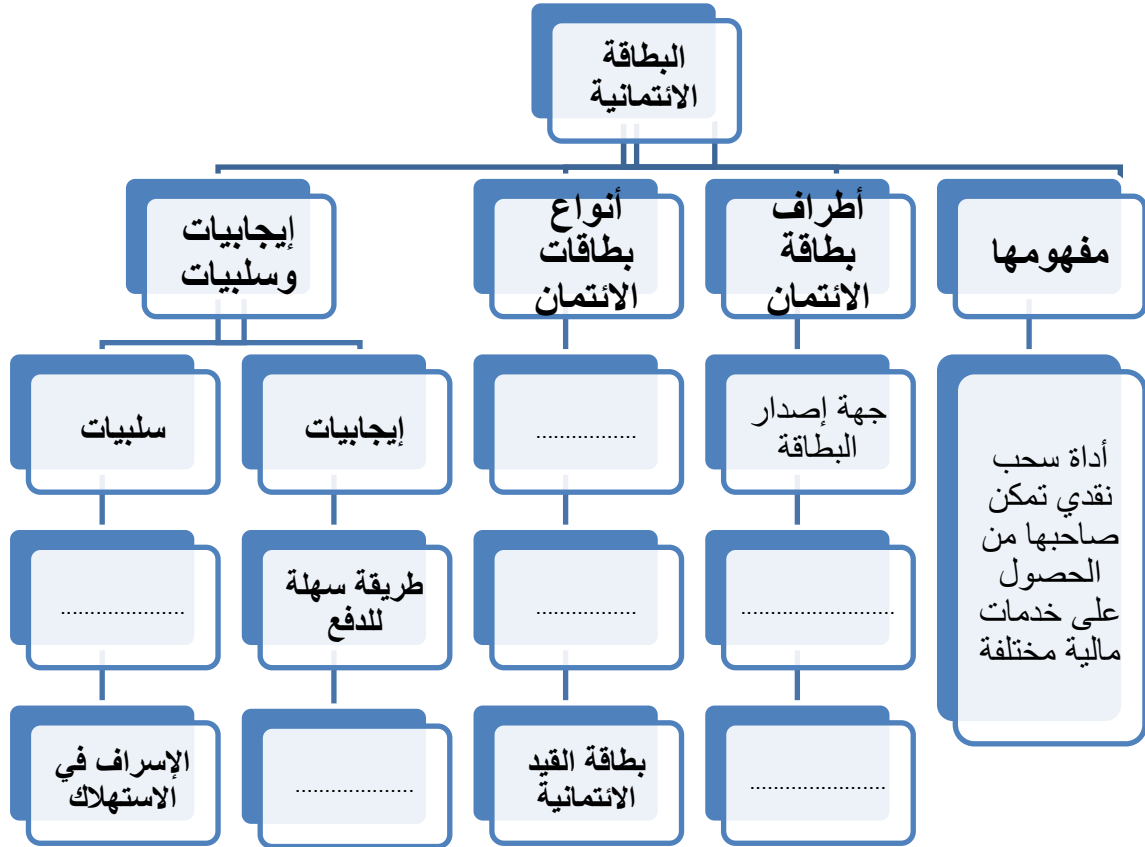 البطاقة
الائتمانية
مفهومها
أطراف
بطاقة
الائتمان
أنواع
بطاقات
الائتمان
إيجابيات
وسلبيات
أداة سحب
نقدي تمكن
صاحبها من
الحصول
على خدمات
مالية مختلفة
جهة إصدار
البطاقة
.................
إيجابيات
سلبيات
..........................
.................
طريقة سهلة
للدفع
.....................
.......................
بطاقة القيد
الائتمانية
....................
الإسراف في
الاستهلاك